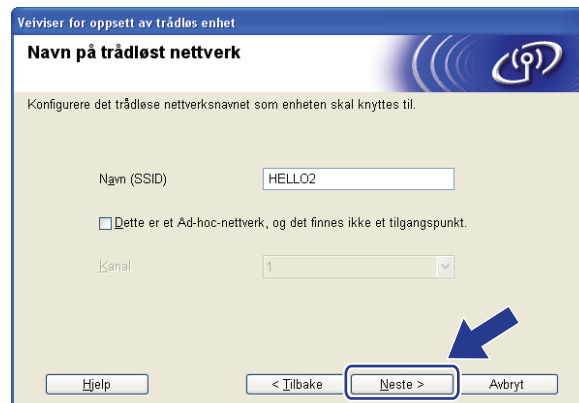 Veiviser for oppsett av trådløs enhet
Navn på trådløst nettverk
Konfigurere det trådløse nettverksnavnet som enheten skal knyttes til.
Navn (SSID) HELLO2
Dette er et Ad-hoc-nettverk, og det finnes ikke et tilgangspunkt.
Kanal 1
Hjelp < Tilbake Neste > Avbryt